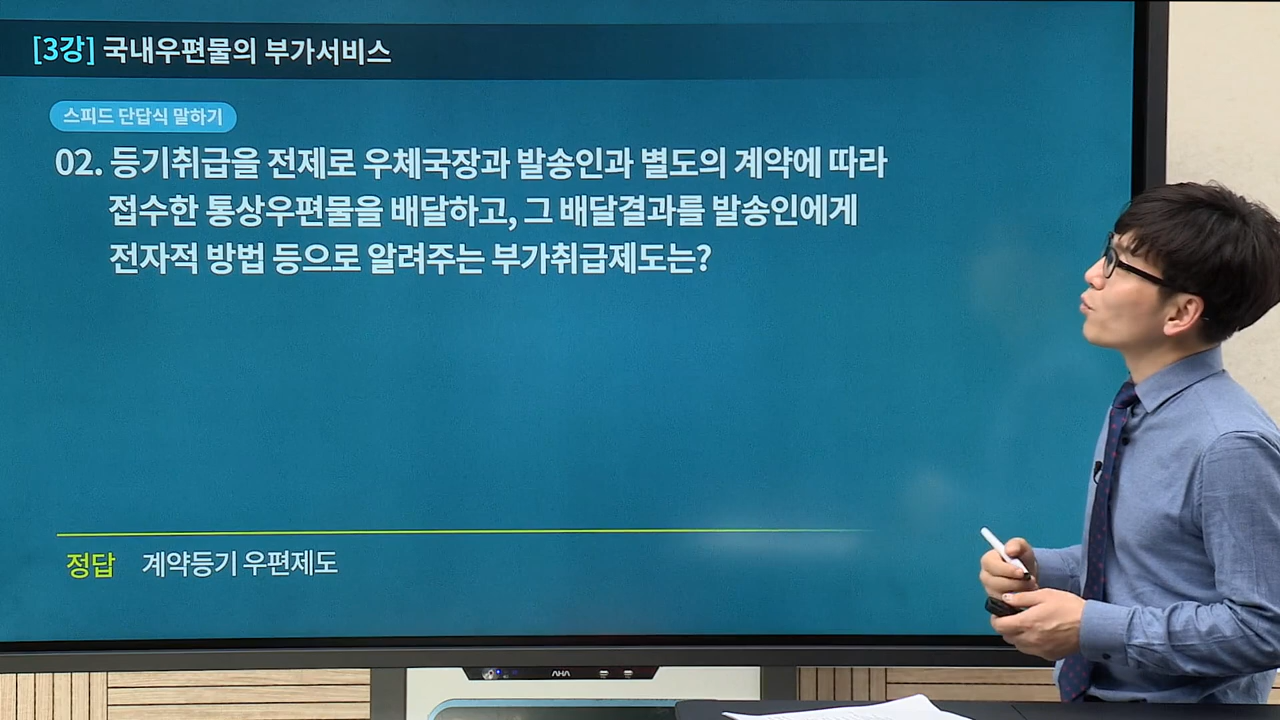 [3강] 국내우편물의 부가서비스
스피드 단답식 말하기
02. 등기취급을 전제로 우체국장과 발송인과 별도의 계약에 따라
접수한 통상우편물을 배달하고, 그 배달결과를 발송인에게
전자적 방법 등으로 알려주는 부가취급제도는?
정답 계약등기 우편제도
AHA